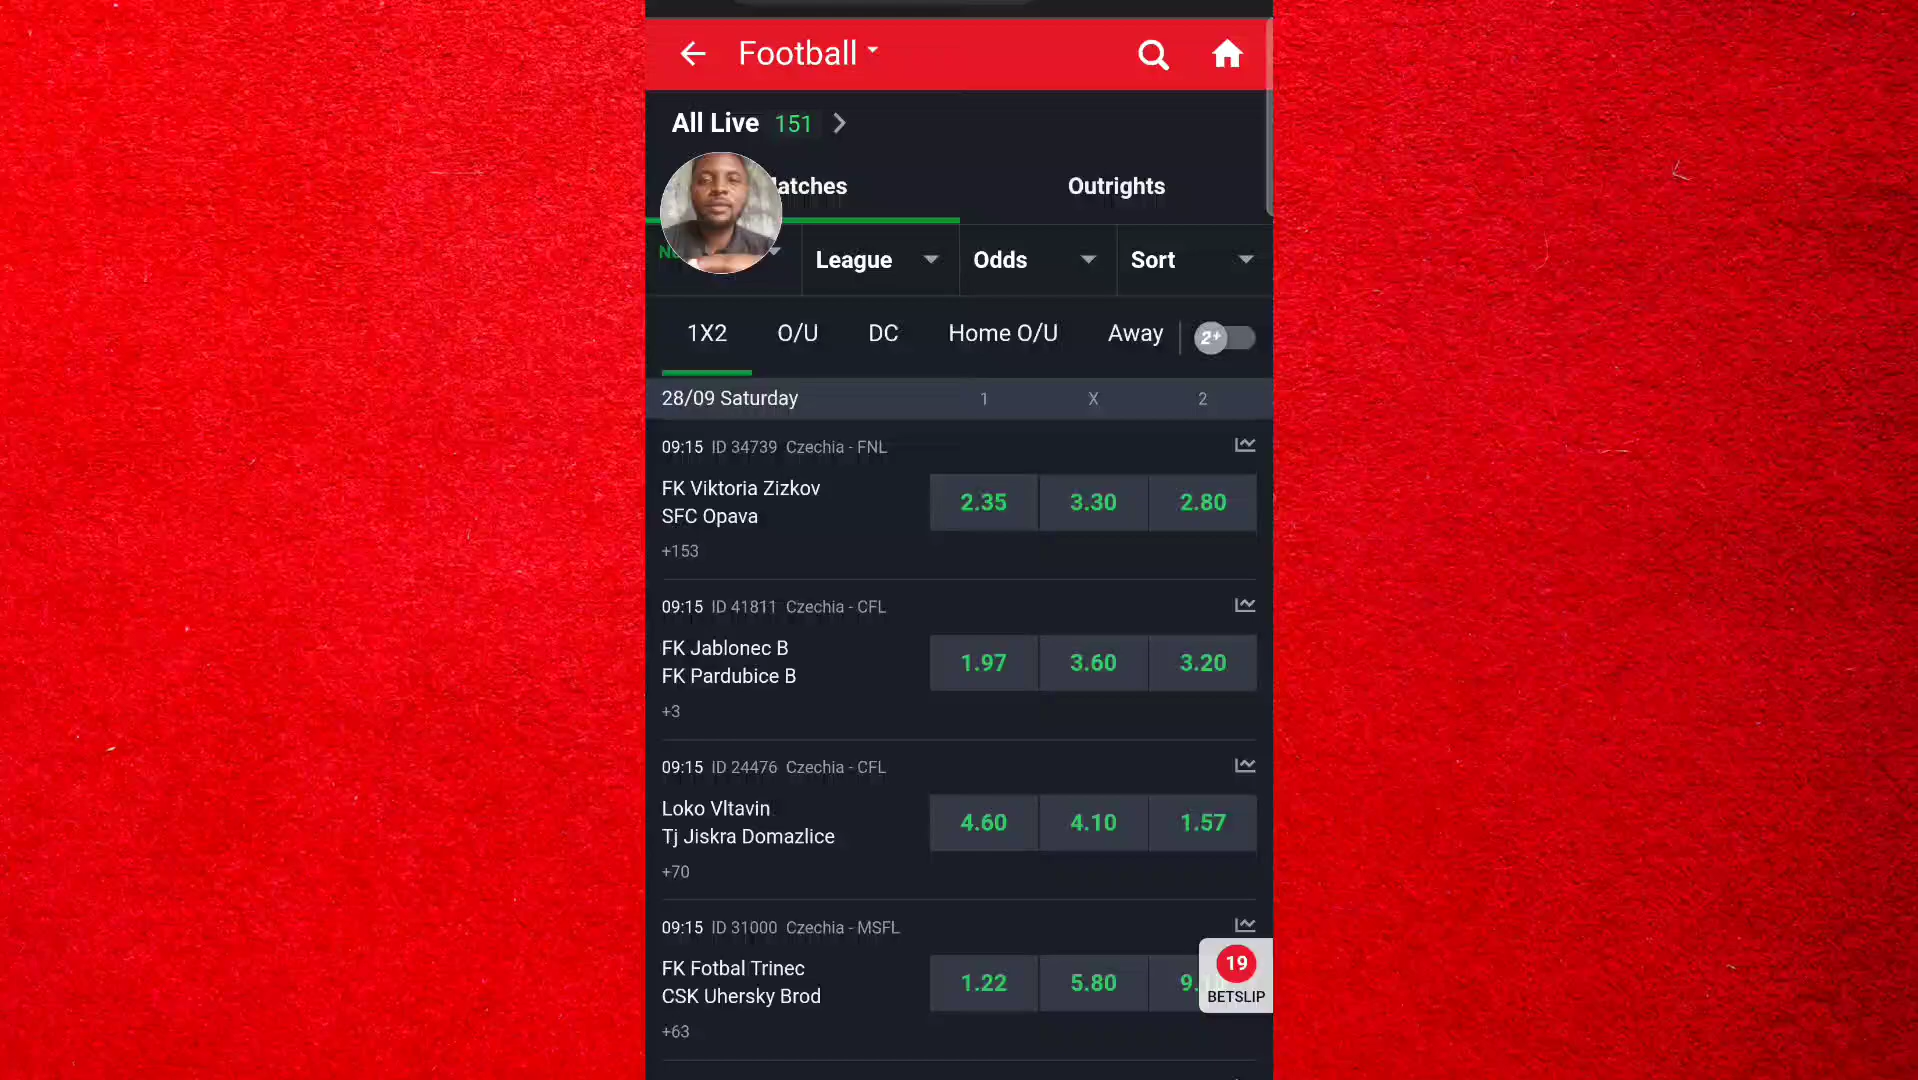 Football
All Live 151
Outrights
League Odds Sort
1X2 O/U DC Home O/U Away 2+
28/09 Saturday 1 X 2
09:15 ID 34739 Czechia - FNL
FK Viktoria Zizkov
SFC Opava
2.35 3.30 2.80
+153
09:15 ID 41811 Czechia - CFL
FK Jablonec B
FK Pardubice B
1.97 3.60 3.20
+3
09:15 ID 24476 Czechia - CFL
Loko Vltavin
Tj Jiskra Domazlice
4.60 4.10 1.57
+70
09:15 ID 31000 Czechia - MSFL
FK Fotbal Trinec
CSK Uhersky Brod
1.22 5.80
+63
19
BETSLIP